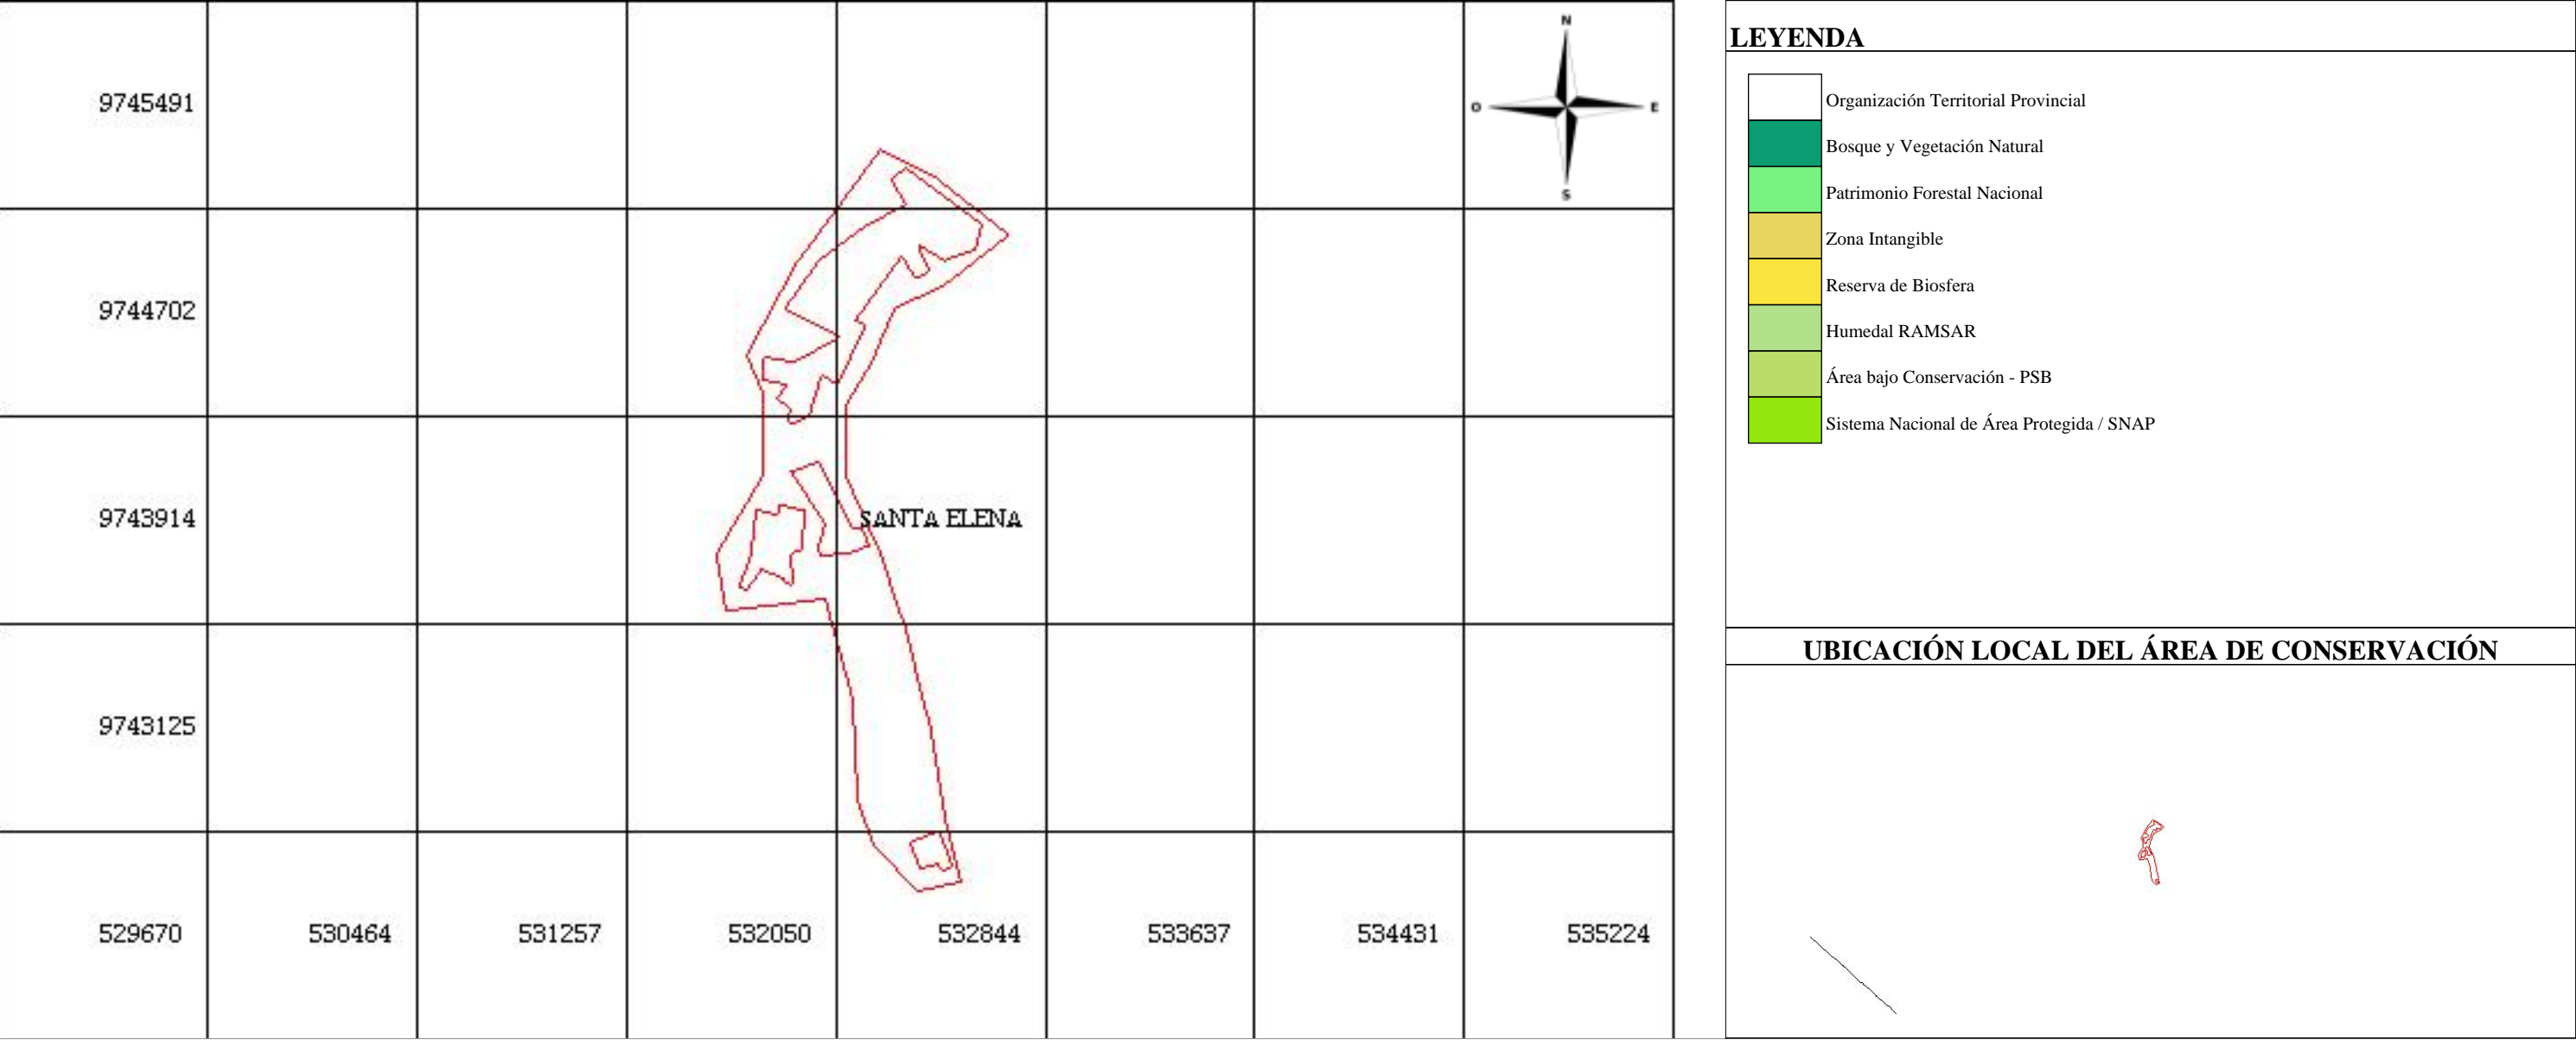 N
O
E
S
9745491
9744702
9743914
SANTA ELENA
9743125
529670
530464
531257
532050
532844
533637
534431
535224
LEYENDA
Organización Territorial Provincial
Bosque y Vegetación Natural
Patrimonio Forestal Nacional
Zona Intangible
Reserva de Biosfera
Humedal RAMSAR
Área bajo Conservación - PSB
Sistema Nacional de Área Protegida / SNAP
UBICACIÓN LOCAL DEL ÁREA DE CONSERVACIÓN